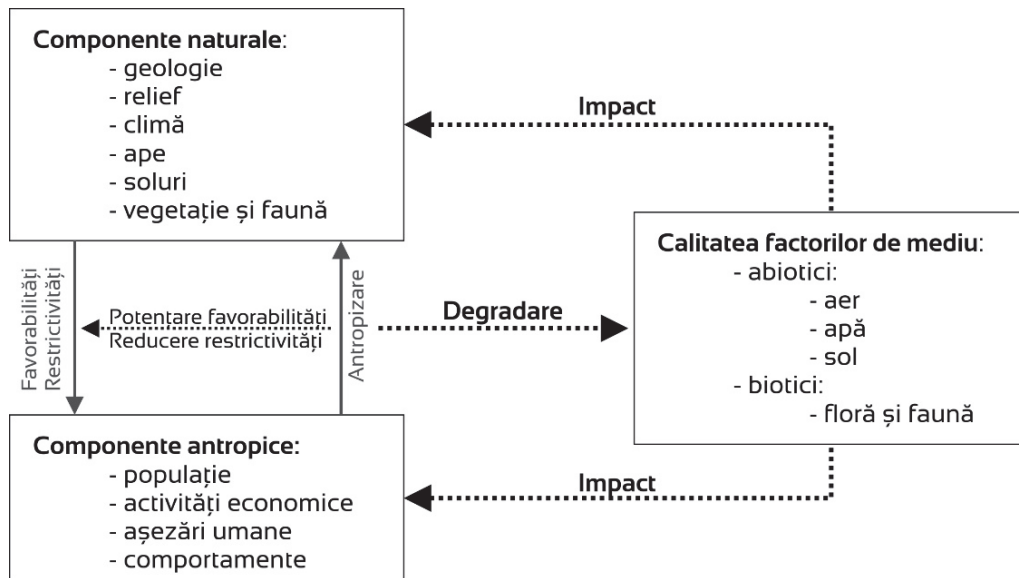 Componente naturale:
- geologie
- relief
- climă
- ape
- soluri
- vegetație și faună
Impact
Calitatea factorilor de mediu:
- abiotici:
- aer
- apă
- sol
- biotici:
- floră și faună
Favorabilități
Restrictivități
Potențare favorabilități
Reducere restrictivități
Antropizare
Degradare
Componente antropice:
- populație
- activități economice
- așezări umane
- comportamente
Impact